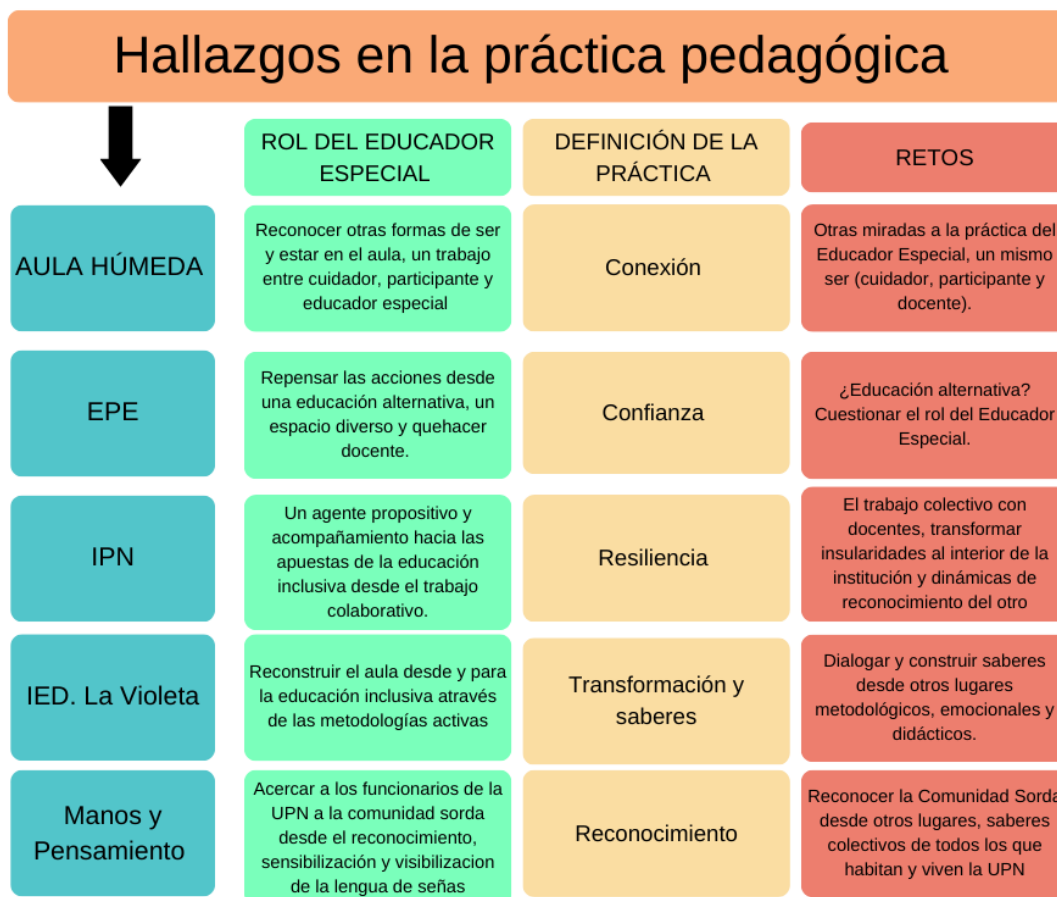 Hallazgos en la práctica pedagógica
ROL DEL EDUCADOR
ESPECIAL
DEFINICIÓN DE LA
PRÁCTICA
RETOS
AULA HÚMEDA
Reconocer otras formas de ser
y estar en el aula, un trabajo
entre cuidador, participante y
educador especial
Conexión
Otras miradas a la práctica del
Educador Especial, un mismo
ser (cuidador, participante y
docente).
EPE
Repensar las acciones desde
una educación alternativa, un
espacio diverso y quehacer
docente.
Confianza
¿Educación alternativa?
Cuestionar el rol del Educador
Especial.
IPN
Un agente propositivo y
acompañamiento hacia las
apuestas de la educación
inclusiva desde el trabajo
colaborativo.
Resiliencia
El trabajo colectivo con
docentes, transformar
insularidades al interior de la
institución y dinámicas de
reconocimiento del otro
IED. La Violeta
Reconstruir el aula desde y para
la educación inclusiva através
de las metodologías activas
Transformación y
saberes
Dialogar y construir saberes
desde otros lugares
metodológicos, emocionales y
didácticos.
Manos y
Pensamiento
Acercar a los funcionarios de la
UPN a la comunidad sorda
desde el reconocimiento,
sensibilización y visibilizacion
de la lengua de señas
Reconocimiento
Reconocer la Comunidad Sorda
desde otros lugares, saberes
colectivos de todos los que
habitan y viven la UPN